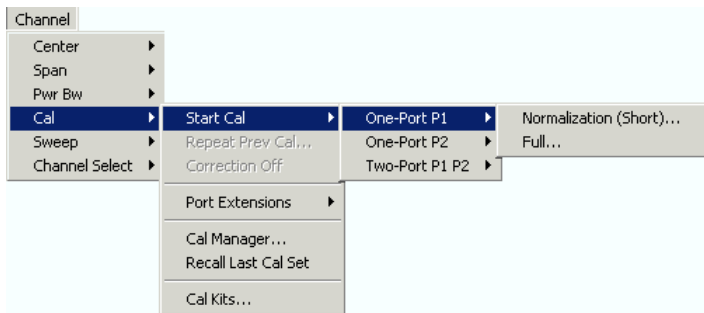 Channel
Center
Span
Pwr Bw
Cal
Sweep
Channel Select
Start Cal
Repeat Prev Cal...
Correction Off
Port Extensions
Cal Manager...
Recall Last Cal Set
Cal Kits...
One-Port P1
One-Port P2
Two-Port P1 P2
Normalization (Short)...
Full...